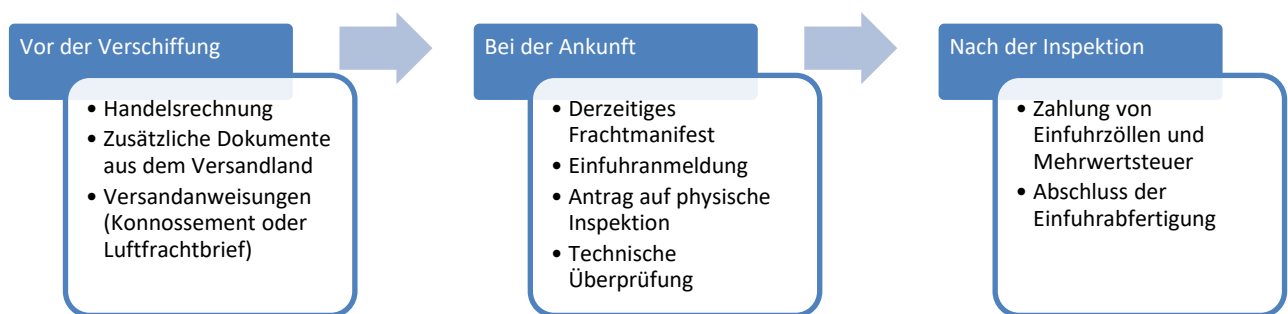 Vor der Verschiffung
• Handelsrechnung
• Zusätzliche Dokumente
aus dem Versandland
• Versandanweisungen
(Konnossement oder
Luftfrachtbrief)
Bei der Ankunft
• Derzeitiges
Frachtmanifest
• Einfuhranmeldung
• Antrag auf physische
Inspektion
• Technische
Überprüfung
Nach der Inspektion
• Zahlung von
Einfuhrzöllen und
Mehrwertsteuer
• Abschluss der
Einfuhrabfertigung